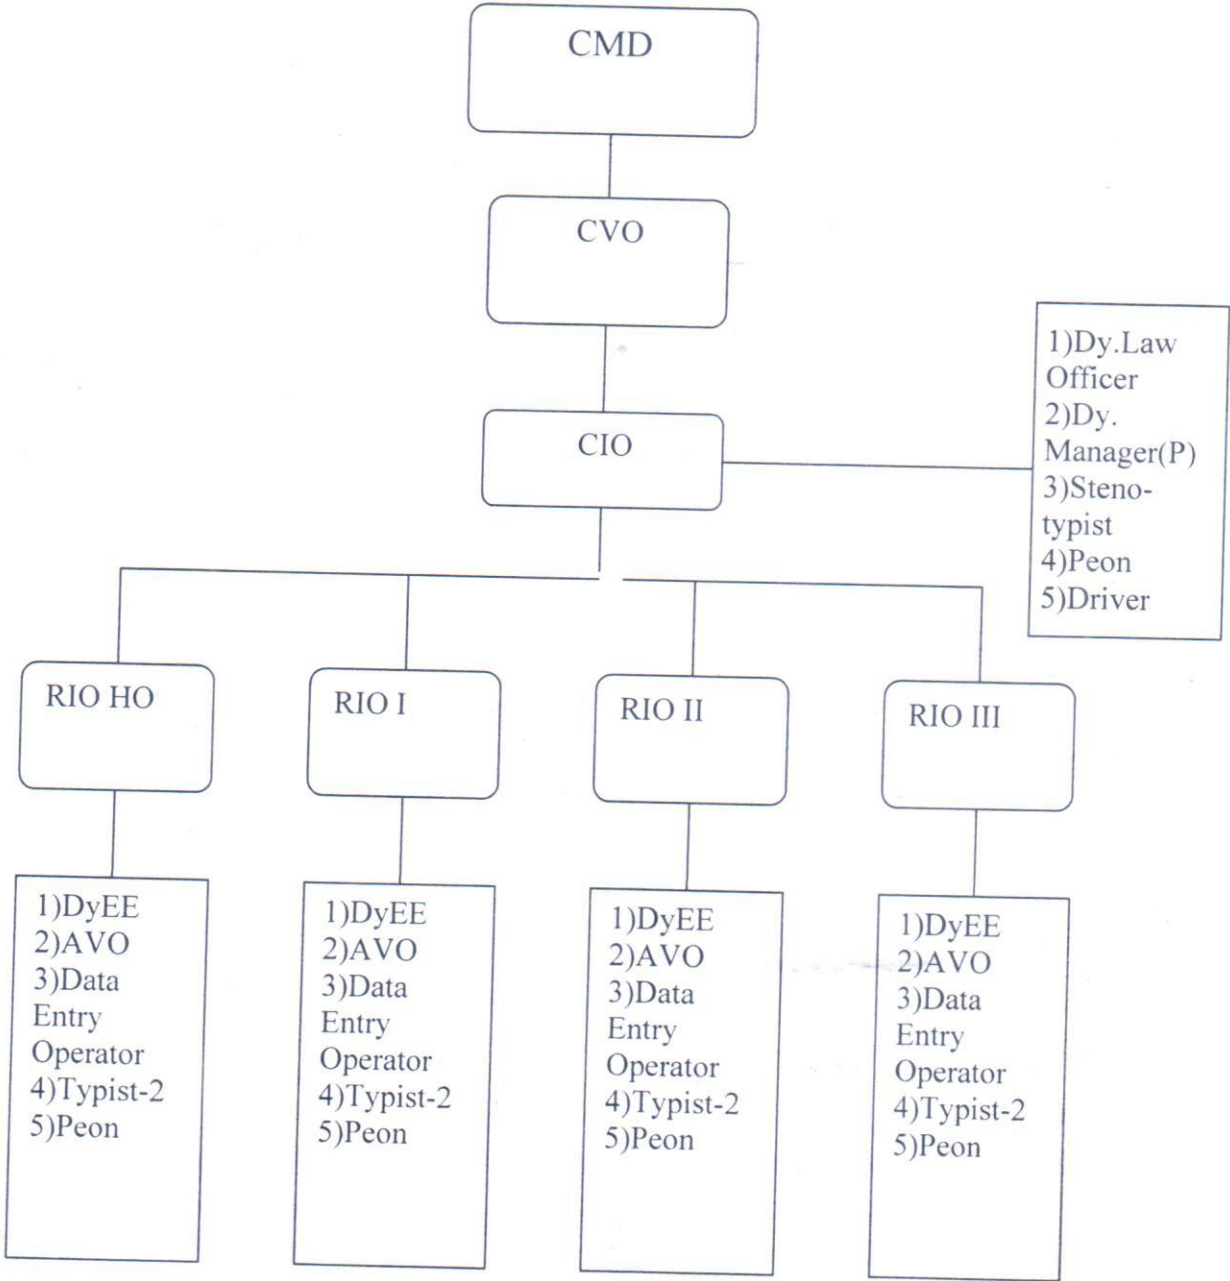 CMD
CVO
CIO
1)Dy.Law
Officer
2)Dy.
Manager(P)
3)Steno-
typist
4)Peon
5)Driver
RIO HO
RIO I
RIO II
RIO III
1)DyEE
2)AVO
3)Data
Entry
Operator
4)Typist-2
5)Peon
1)DyEE
2)AVO
3)Data
Entry
Operator
4)Typist-2
5)Peon
1)DyEE
2)AVO
3)Data
Entry
Operator
4)Typist-2
5)Peon
1)DyEE
2)AVO
3)Data
Entry
Operator
4)Typist-2
5)Peon